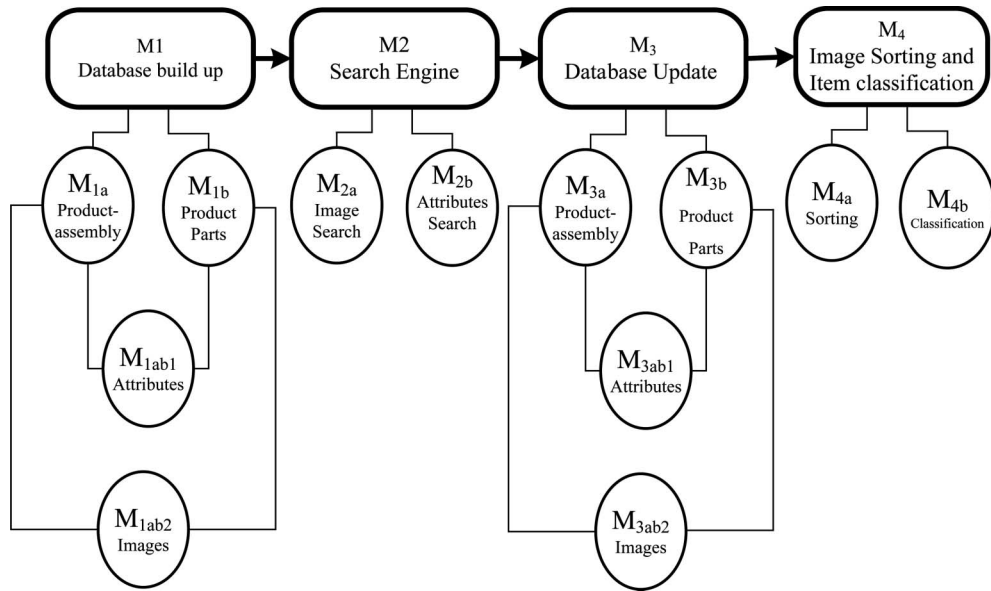 M1
Database build up
M2
Search Engine
M₃
Database Update
M₄
Image Sorting and
Item classification
M₁ₐ
Product-
assembly
M1b
Product
Parts
M2a
Image
Search
M2b
Attributes
Search
M3a
Product-
assembly
M3b
Product
Parts
M4a
Sorting
M4b
Classification
M1ab1
Attributes
M3ab1
Attributes
M1ab2
Images
M3ab2
Images